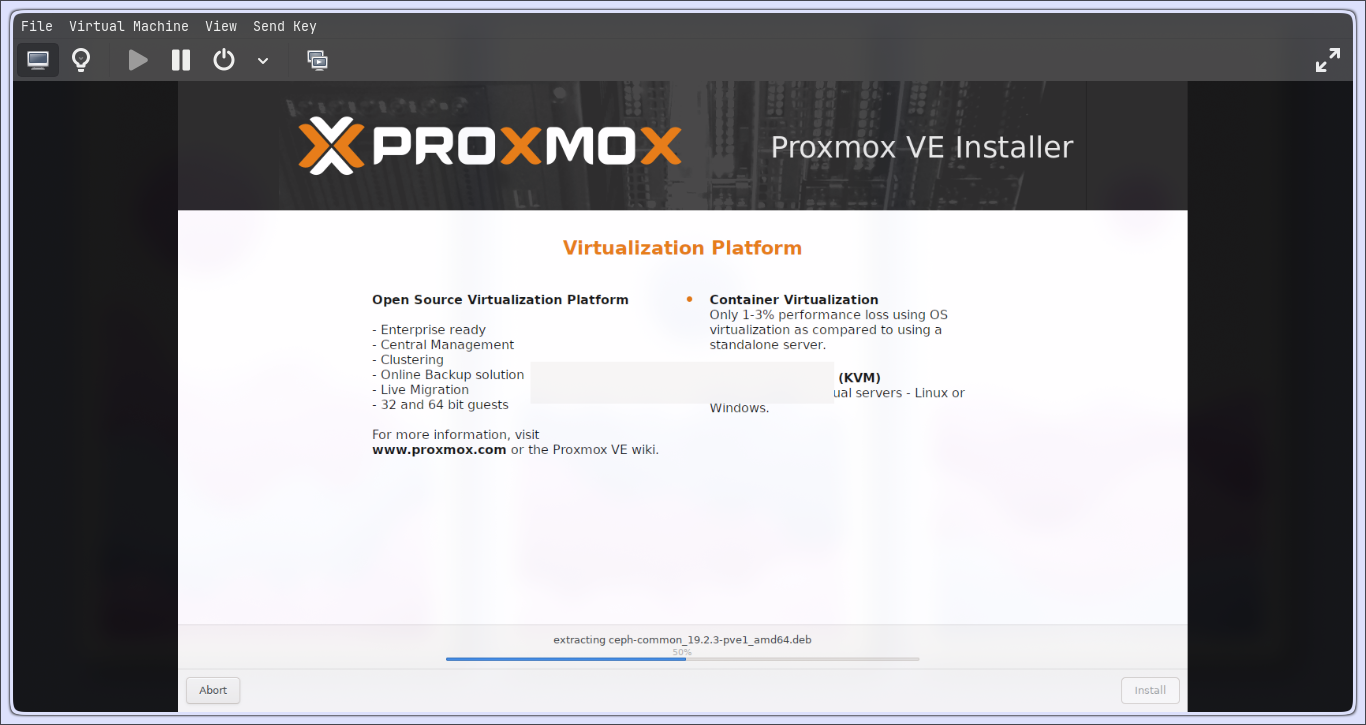 File Virtual Machine View Send Key
PROXMOX
Proxmox VE Installer
LL
Virtualization Platform
Open Source Virtualization Platform
- Enterprise ready
- Central Management
- Clustering
- Online Backup solution
- Live Migration
- 32 and 64 bit guests
For more information, visit
www.proxmox.com or the Proxmox VE wiki.
Container Virtualization
Only 1-3% performance loss using OS
virtualization as compared to using a
standalone server.
(KVM)
servers - Linux or
Windows.
extracting ceph-common_19.2.3-pve1_amd64.deb
50%
Abort
Install